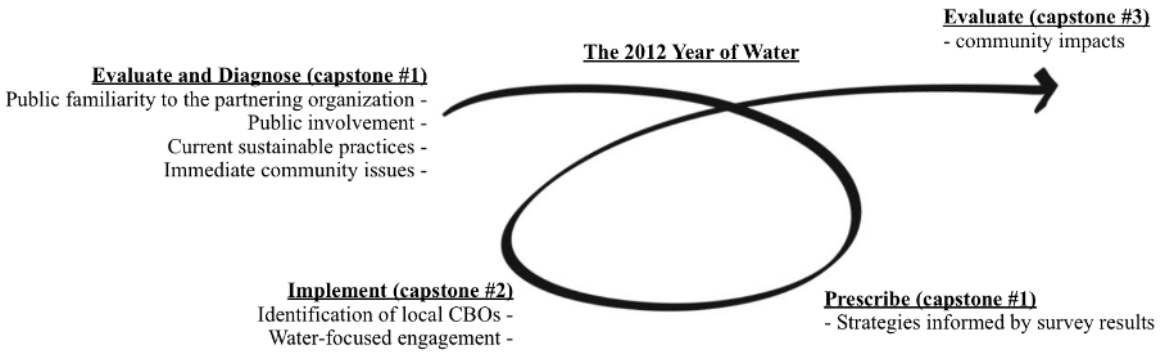 The 2012 Year of Water
Evaluate and Diagnose (capstone #1)
Public familiarity to the partnering organization -
Public involvement -
Current sustainable practices -
Immediate community issues -
Prescribe (capstone #1)
- Strategies informed by survey results
Implement (capstone #2)
Identification of local CBOs -
Water-focused engagement -
Evaluate (capstone #3)
- community impacts